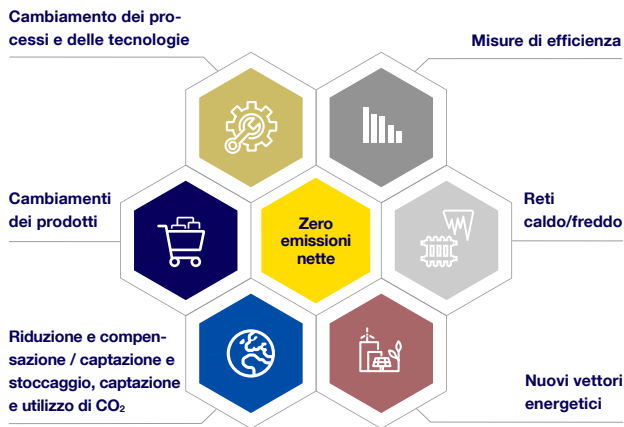 Cambiamento dei pro-
cessi e delle tecnologie
Misure di efficienza
Cambiamenti
dei prodotti
Zero
emissioni
nette
Reti
caldo/freddo
Riduzione e compen-
sazione / captazione e
stoccaggio, captazione
e utilizzo di CO₂
Nuovi vettori
energetici